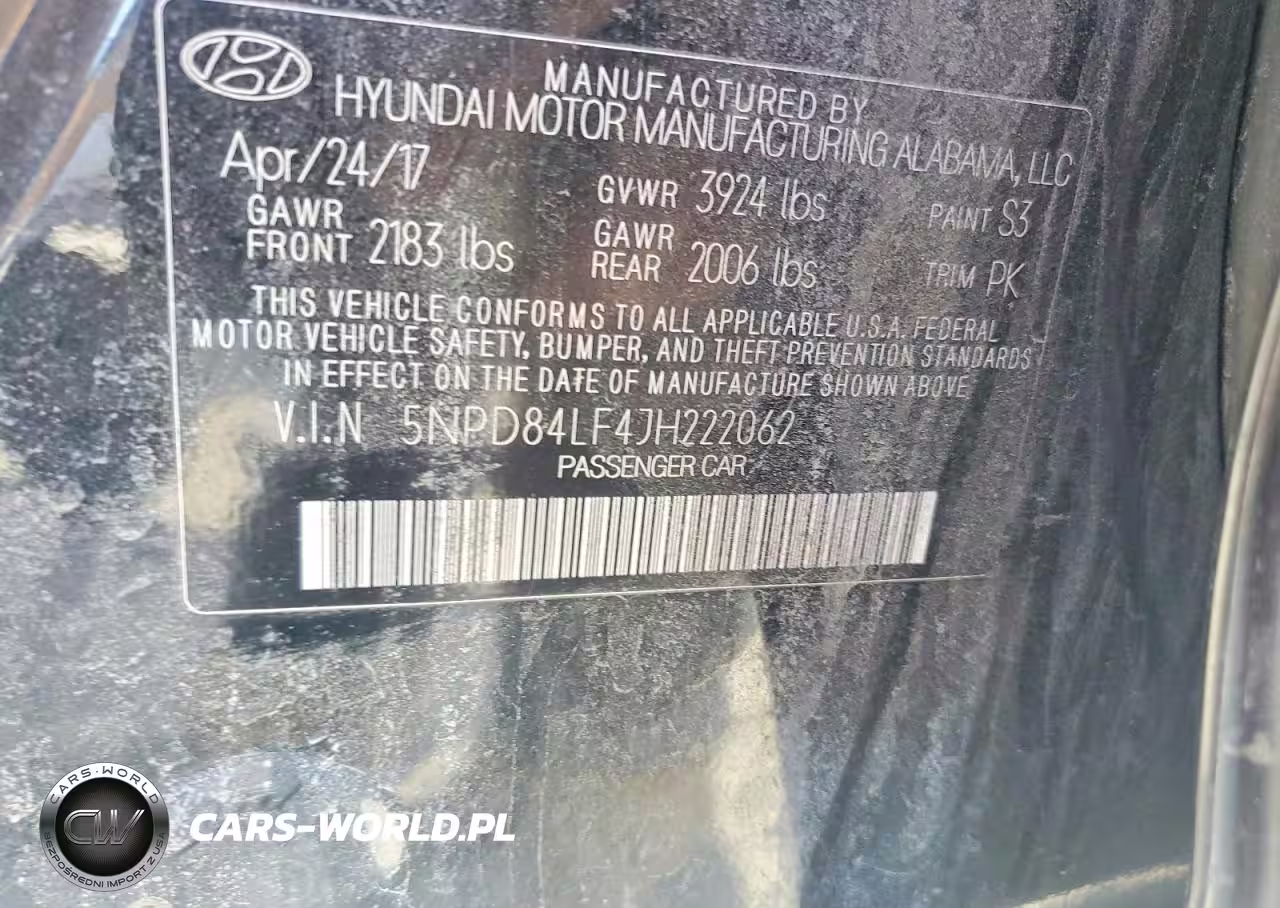 MANUFACTURED BY
HYUNDAI MOTOR MANUFACTURING ALABAMA, LLC
Apr/24/17 GVWR 3924 lbs PAINT S3
GAWR FRONT 2183 lbs GAWR REAR 2006 lbs TRIM PK
THIS VEHICLE CONFORMS TO ALL APPLICABLE U.S.A. FEDERAL
MOTOR VEHICLE SAFETY, BUMPER, AND THEFT PREVENTION STANDARDS
IN EFFECT ON THE DATE OF MANUFACTURE SHOWN ABOVE
V.I.N 5NPD84LF4JH222062
PASSENGER CAR
CARS-WORLD
CW
BEZPOŚREDNI IMPORT Z USA
CARS-WORLD.PL